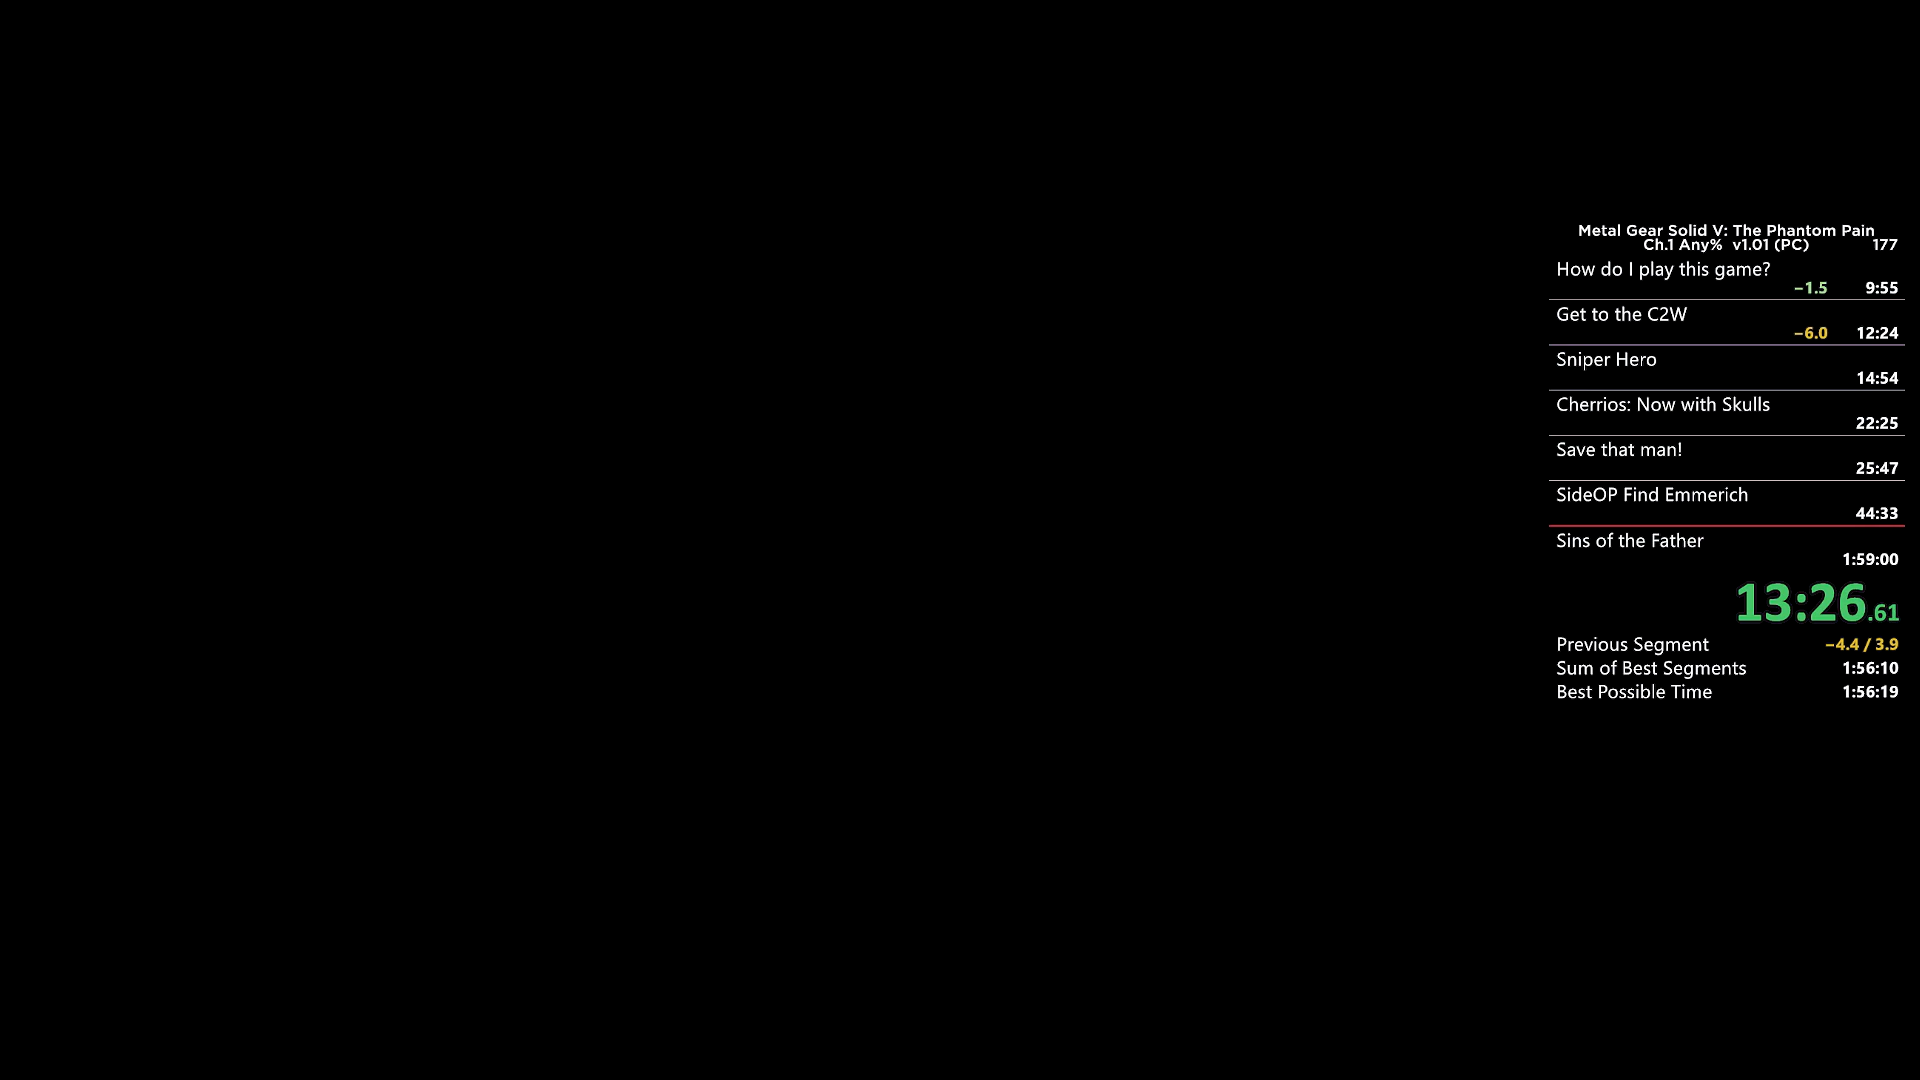 Metal Gear Solid V: The Phantom Pain
Ch.1 Any%  v1.01 (PC) 177
How do I play this game?
−1.5 9:55
Get to the C2W
−6.0 12:24
Sniper Hero
14:54
Cherrios: Now with Skulls
22:25
Save that man!
25:47
SideOP Find Emmerich
44:33
Sins of the Father
1:59:00
13:26.61
Previous Segment −4.4 / 3.9
Sum of Best Segments 1:56:10
Best Possible Time 1:56:19